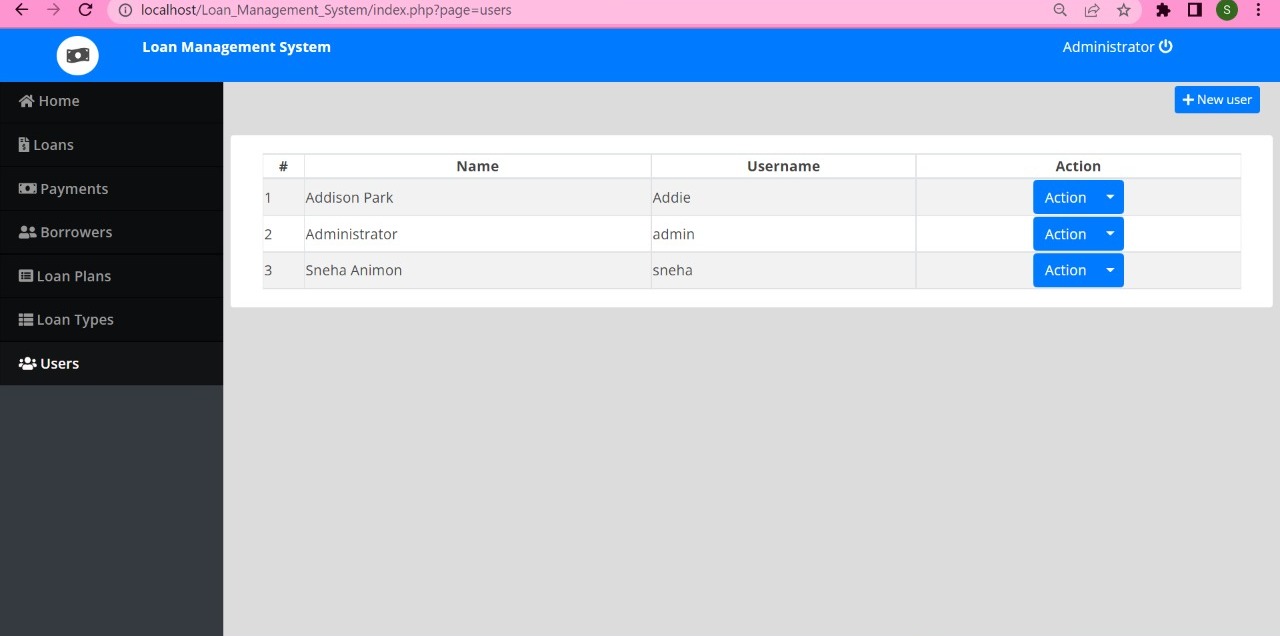 localhost/Loan_Management_System/index.php?page=users
S
Loan Management System
Administrator
Home
Loans
Payments
Borrowers
Loan Plans
Loan Types
Users
New user
# Name Username Action
1 Addison Park Addie Action
2 Administrator admin Action
3 Sneha Animon sneha Action